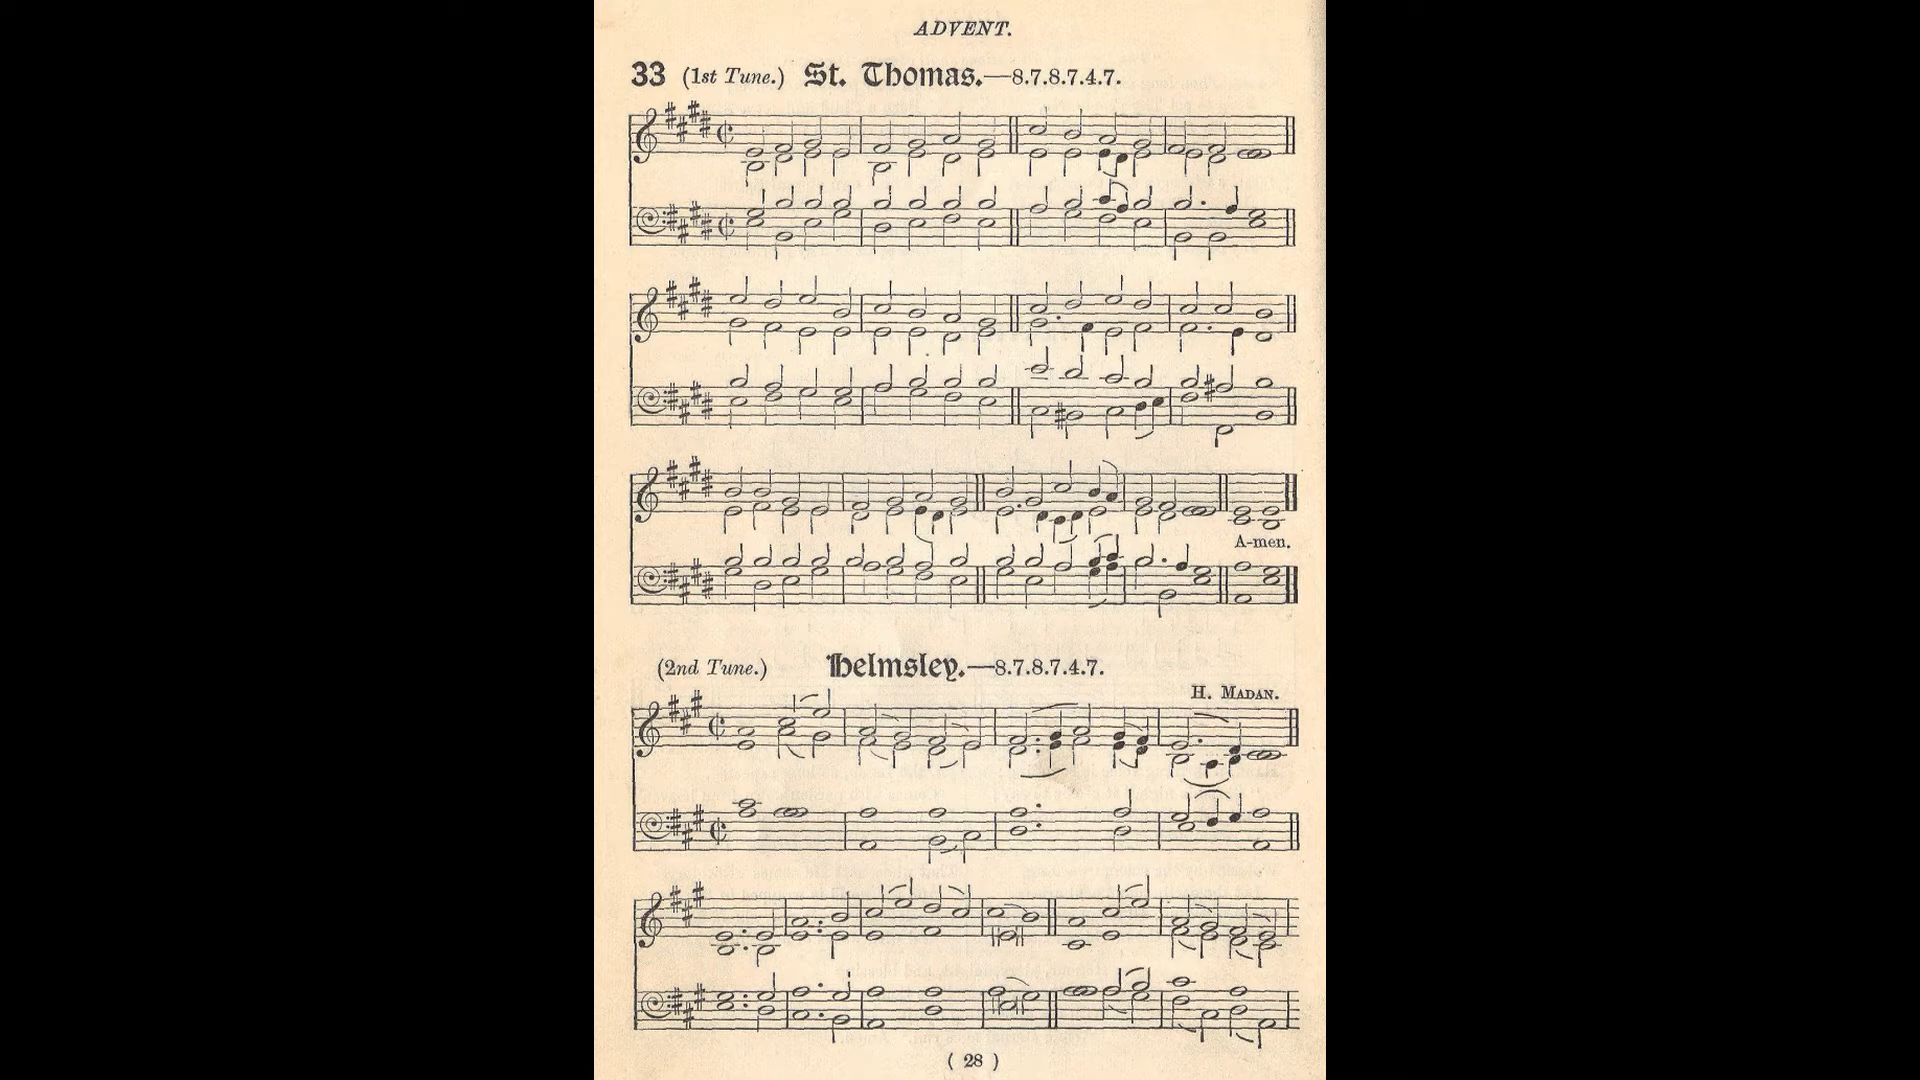 ADVENT.
33 (1st Tune.) St. Thomas.—8.7.8.7.4.7.
A-men.
(2nd Tune.) Helmsley.—8.7.8.7.4.7.
H. MADAN.
( 28 )